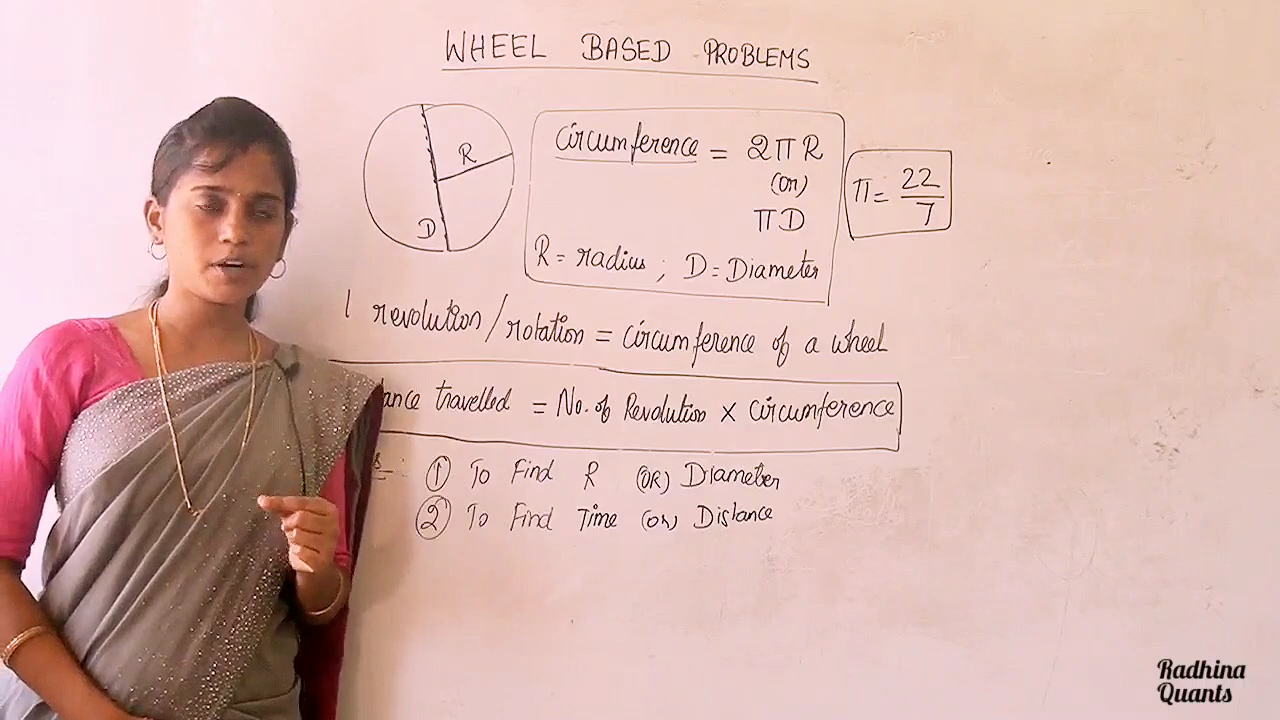 WHEEL BASED PROBLEMS
R
D
circumference = 2πR
(or)
πD
R = radius ; D = Diameter
π = 22/7
1 revolution/rotation = circumference of a wheel
ance travelled = No. of Revolution × circumference
① To Find R (OR) Diameter
② To Find Time (or) Distance
Radhina
Quants